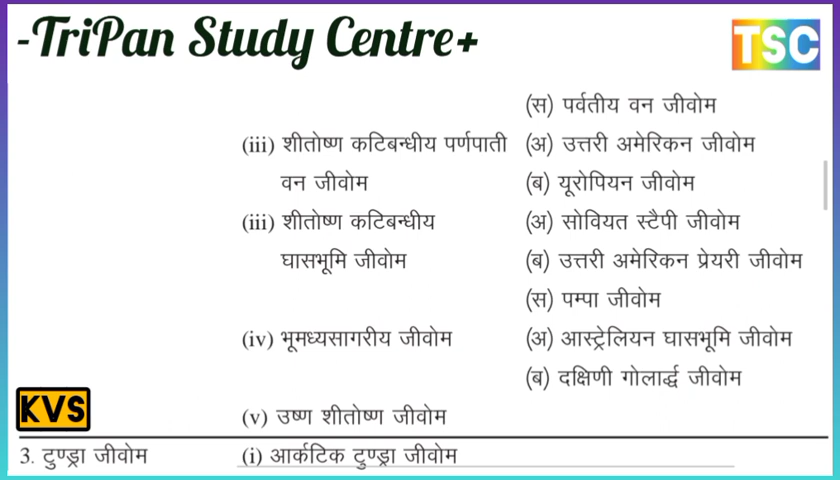 -TriPan Study Centre+
TSC
(स) पर्वतीय वन जीवोम
(iii) शीतोष्ण कटिबन्धीय पर्णपाती (अ) उत्तरी अमेरिकन जीवोम
वन जीवोम (ब) यूरोपियन जीवोम
(iii) शीतोष्ण कटिबन्धीय (अ) सोवियत स्टैपी जीवोम
घासभूमि जीवोम (ब) उत्तरी अमेरिकन प्रेयरी जीवोम
(स) पम्पा जीवोम
(iv) भूमध्यसागरीय जीवोम (अ) आस्ट्रेलियन घासभूमि जीवोम
(ब) दक्षिणी गोलार्द्ध जीवोम
KVS
(v) उष्ण शीतोष्ण जीवोम
3. टुण्ड्रा जीवोम (i) आर्कटिक टुण्ड्रा जीवोम